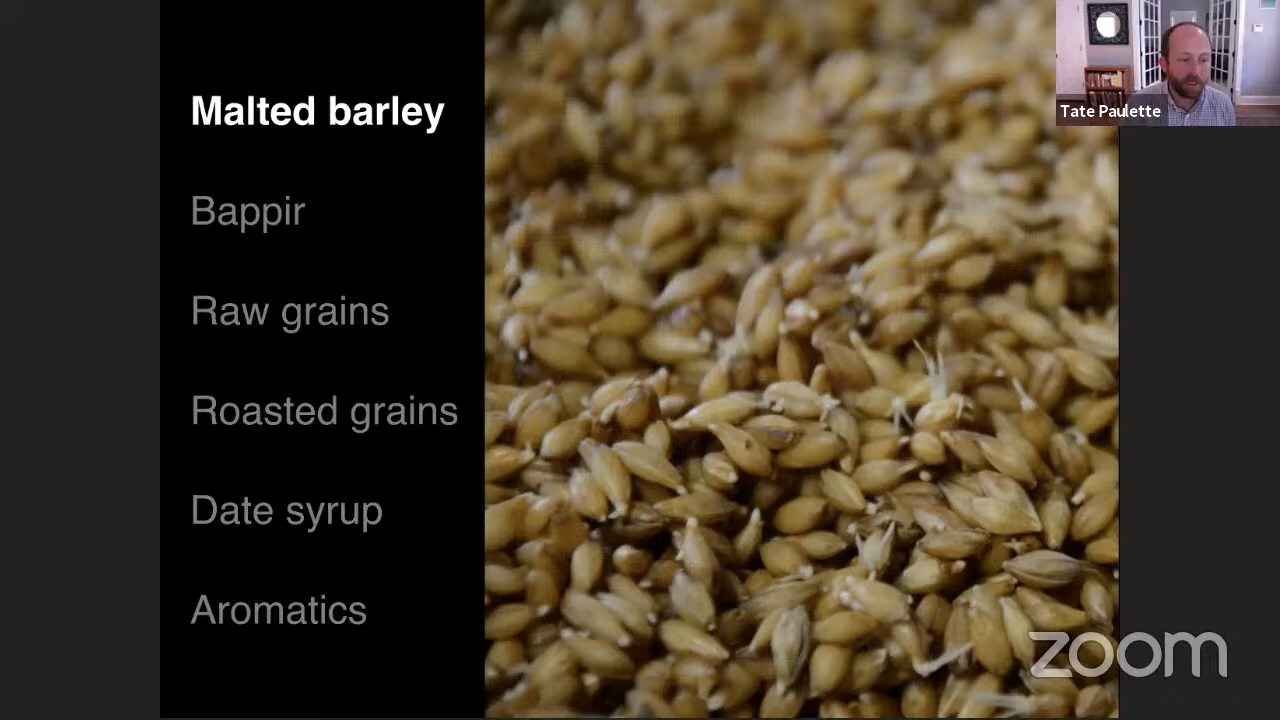 Malted barley
Bappir
Raw grains
Roasted grains
Date syrup
Aromatics
Tate Paulette
zoom